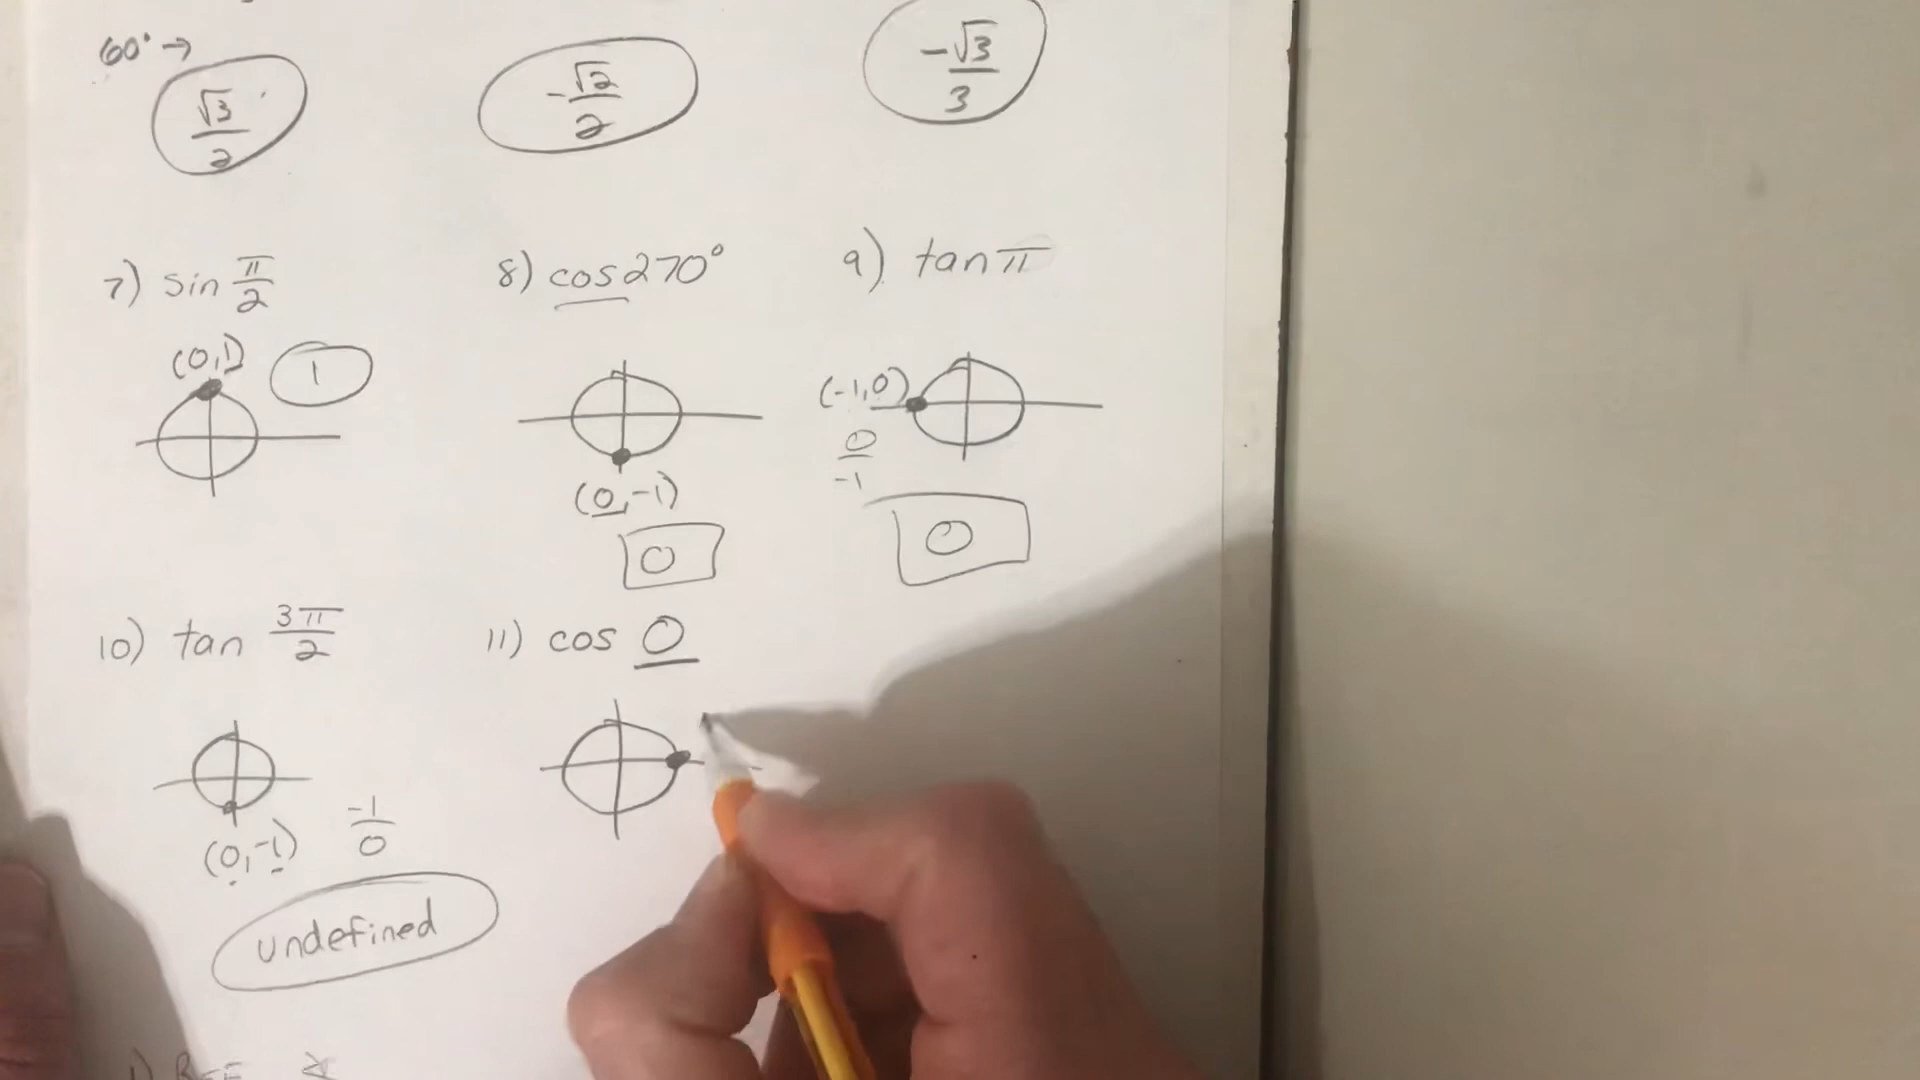 60° →
√3/2
-√2/2
-√3/3
7) sin π/2
8) cos 270°
9) tan π
(0,1)
1
(0,-1)
0
(-1,0)
0/-1
0
10) tan 3π/2
11) cos 0
(0,-1)
-1/0
undefined